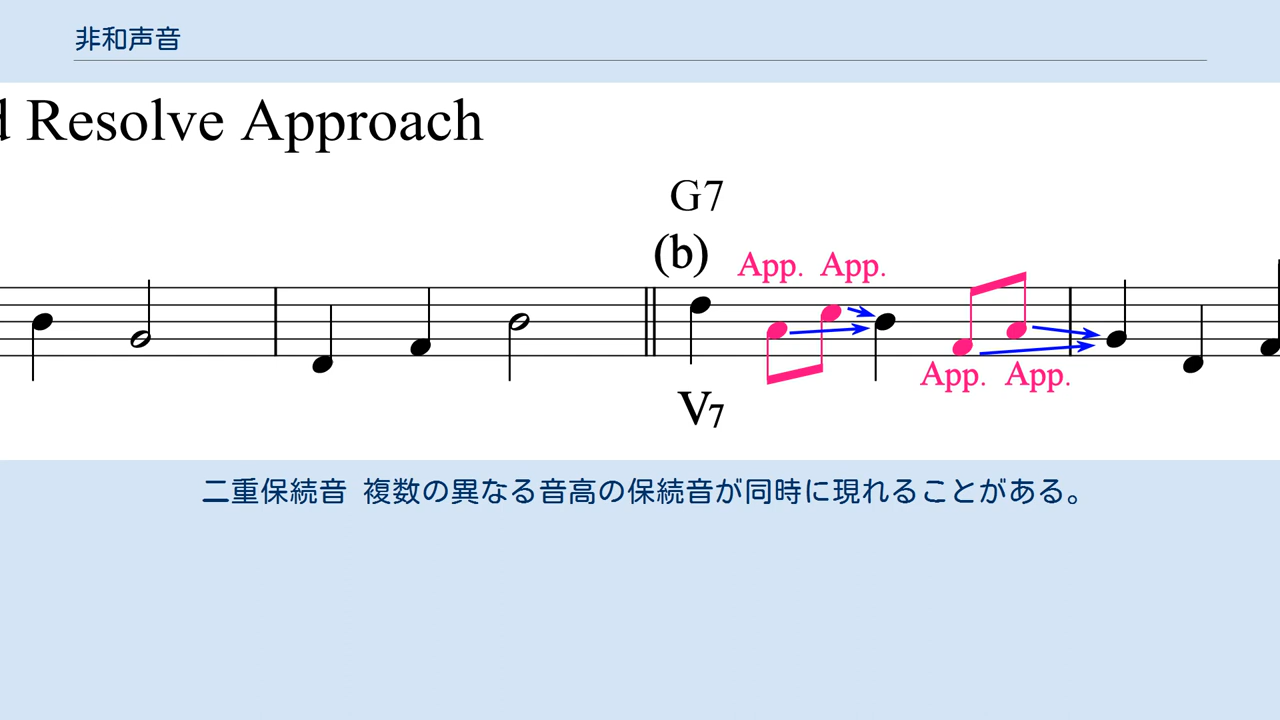 非和声音
Resolve Approach
G7
(b)
App. App.
App. App.
V7
二重保続音 複数の異なる音高の保続音が同時に現れることがある。